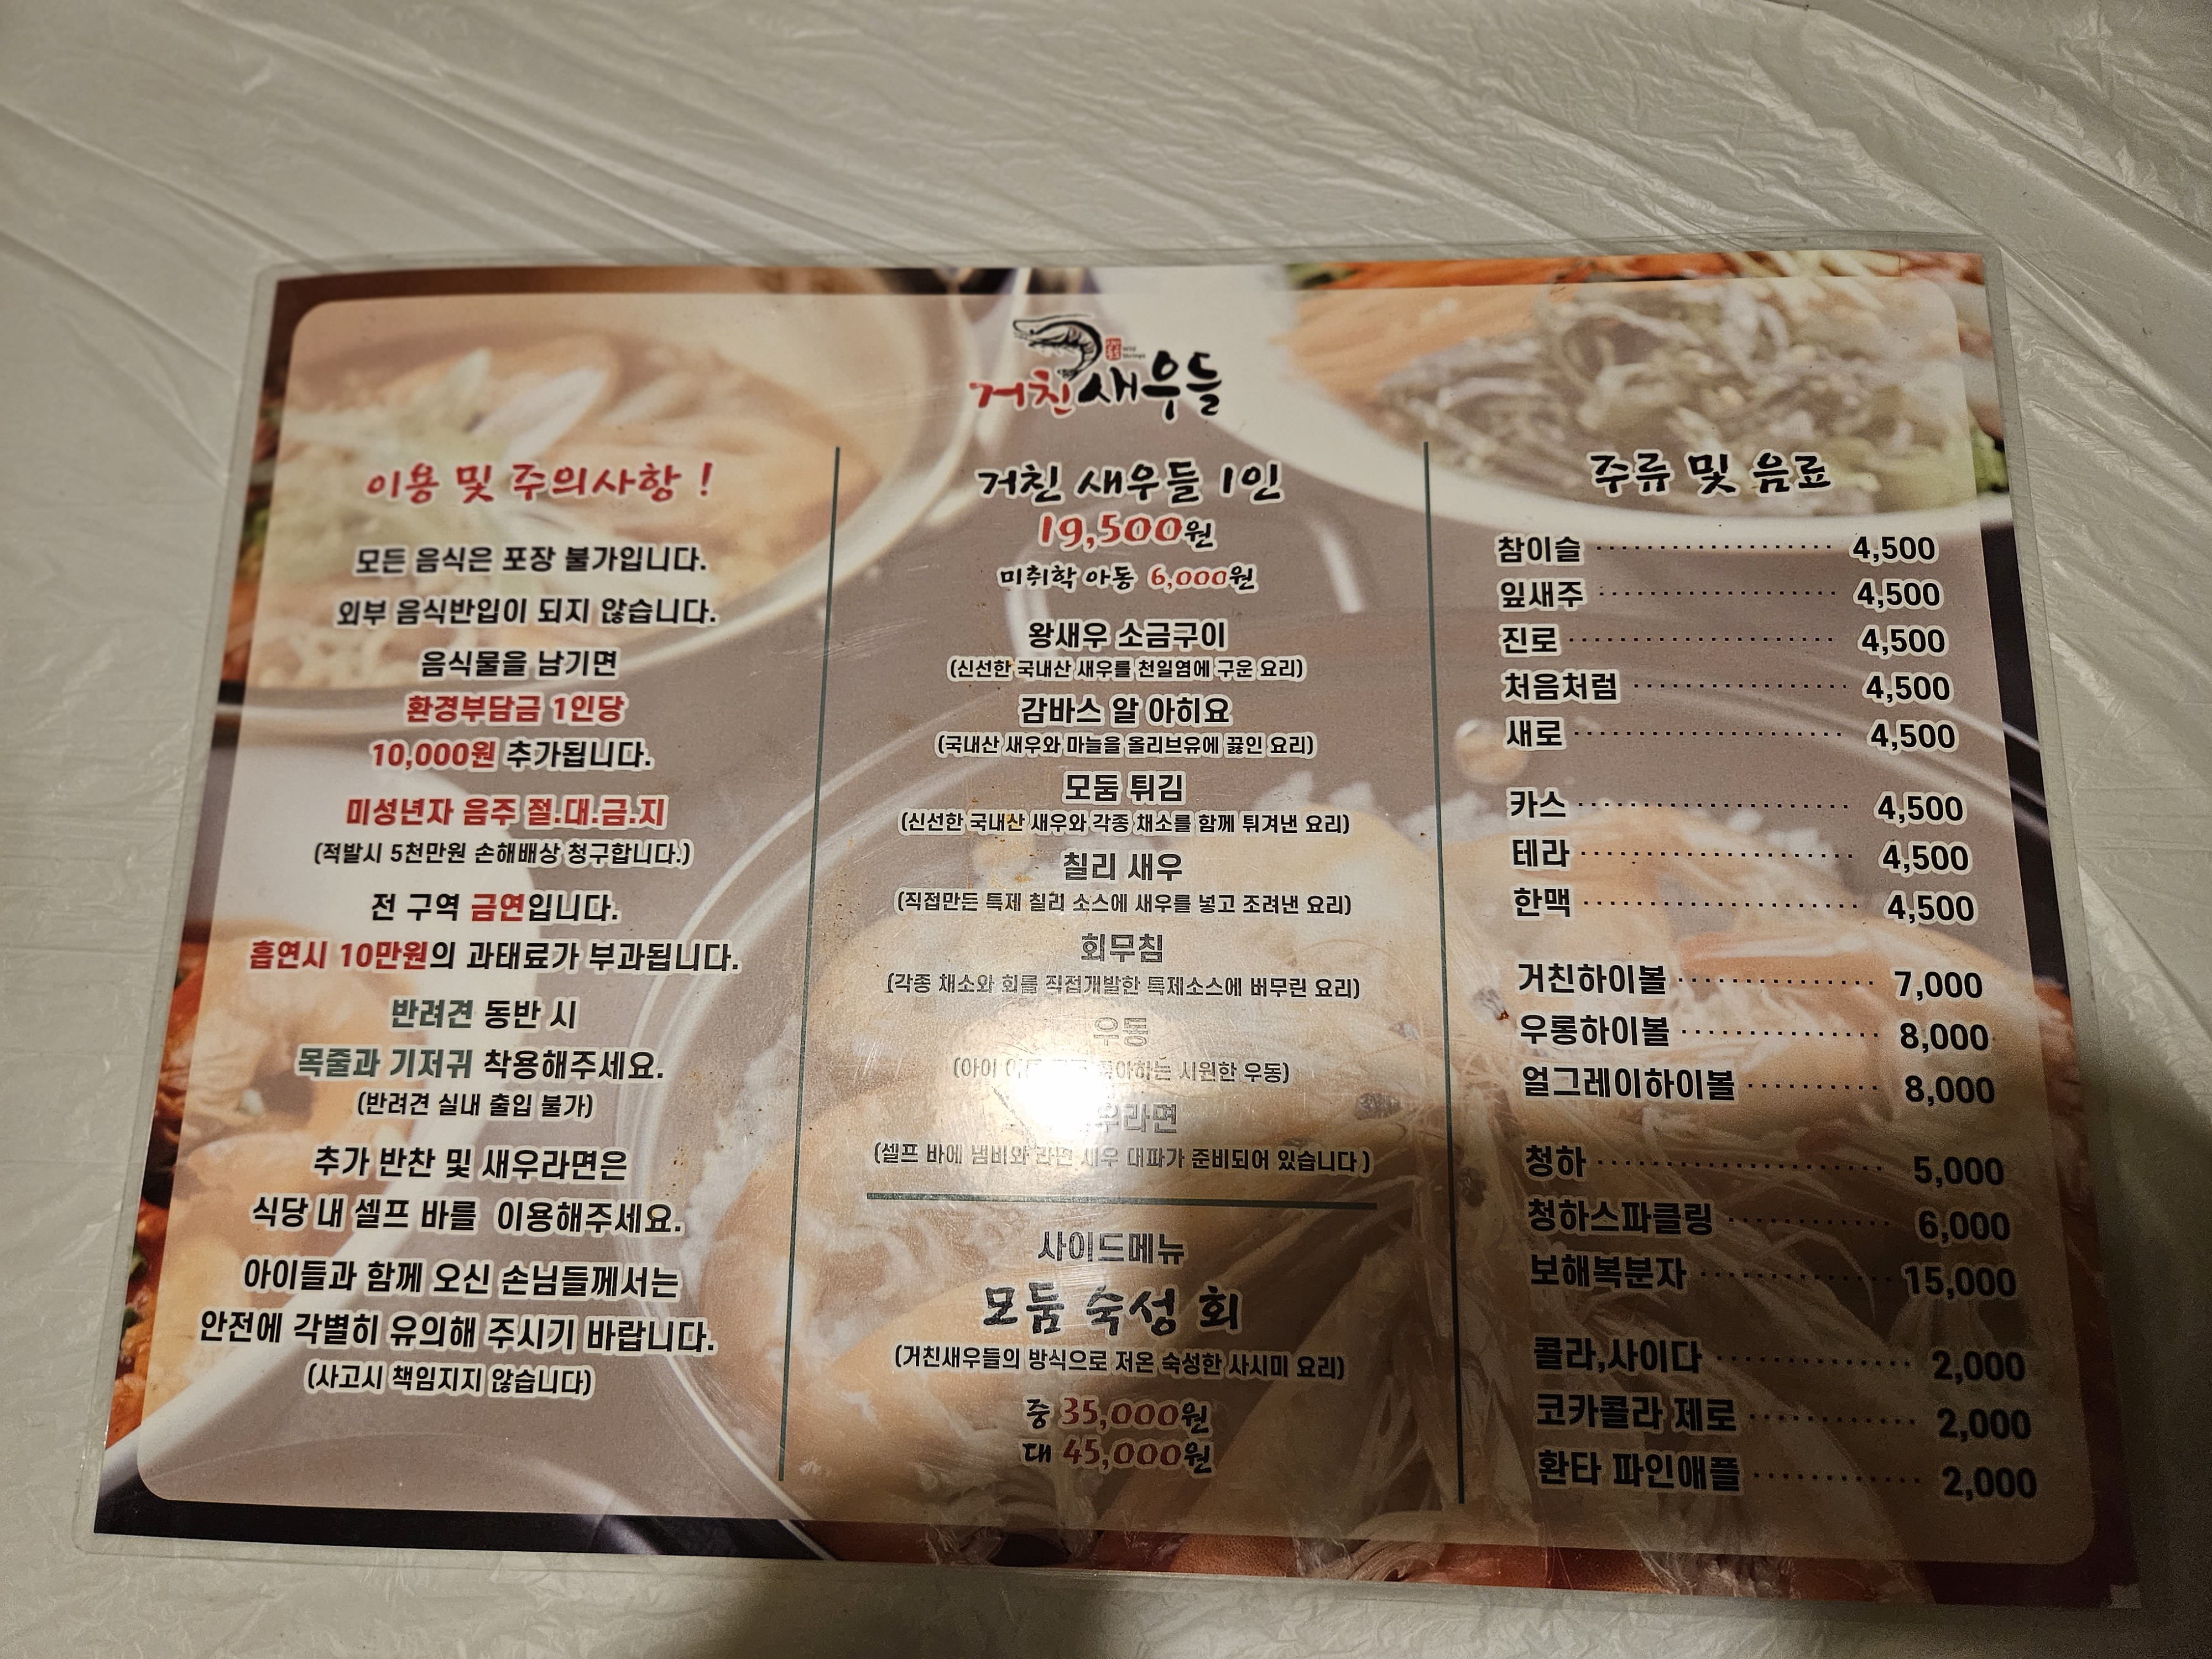 거친새우들
이용 및 주의사항 !
모든 음식은 포장 불가입니다.
외부 음식반입이 되지 않습니다.
음식물을 남기면
환경부담금 1인당
10,000원 추가됩니다.
미성년자 음주 절.대.금.지
(적발시 5천만원 손해배상 청구합니다.)
전 구역 금연입니다.
흡연시 10만원의 과태료가 부과됩니다.
반려견 동반 시
목줄과 기저귀 착용해주세요.
(반려견 실내 출입 불가)
추가 반찬 및 새우라면은
식당 내 셀프 바를 이용해주세요.
아이들과 함께 오신 손님들께서는
안전에 각별히 유의해 주시기 바랍니다.
(사고시 책임지지 않습니다)
거친 새우들 1인
19,500원
미취학 아동 6,000원
왕새우 소금구이
(신선한 국내산 새우를 천일염에 구운 요리)
감바스 알 아히요
(국내산 새우와 마늘을 올리브유에 끓인 요리)
모둠 튀김
(신선한 국내산 새우와 각종 채소를 함께 튀겨낸 요리)
칠리 새우
(직접만든 특제 칠리 소스에 새우를 넣고 조려낸 요리)
회무침
(각종 채소와 회를 직접개발한 특제소스에 버무린 요리)
우동
(아이 시원한 우동)
(셀프 바에 냄비와 라면 새우 대파가 준비되어 있습니다)
사이드메뉴
모둠 숙성 회
(거친새우들의 방식으로 저온 숙성한 사시미 요리)
중 35,000원
대 45,000원
주류 및 음료
참이슬 4,500
잎새주 4,500
진로 4,500
처음처럼 4,500
새로 4,500
카스 4,500
테라 4,500
한맥 4,500
거친하이볼 7,000
우롱하이볼 8,000
얼그레이하이볼 8,000
청하 5,000
청하스파클링 6,000
보해복분자 15,000
콜라,사이다 2,000
코카콜라 제로 2,000
환타 파인애플 2,000